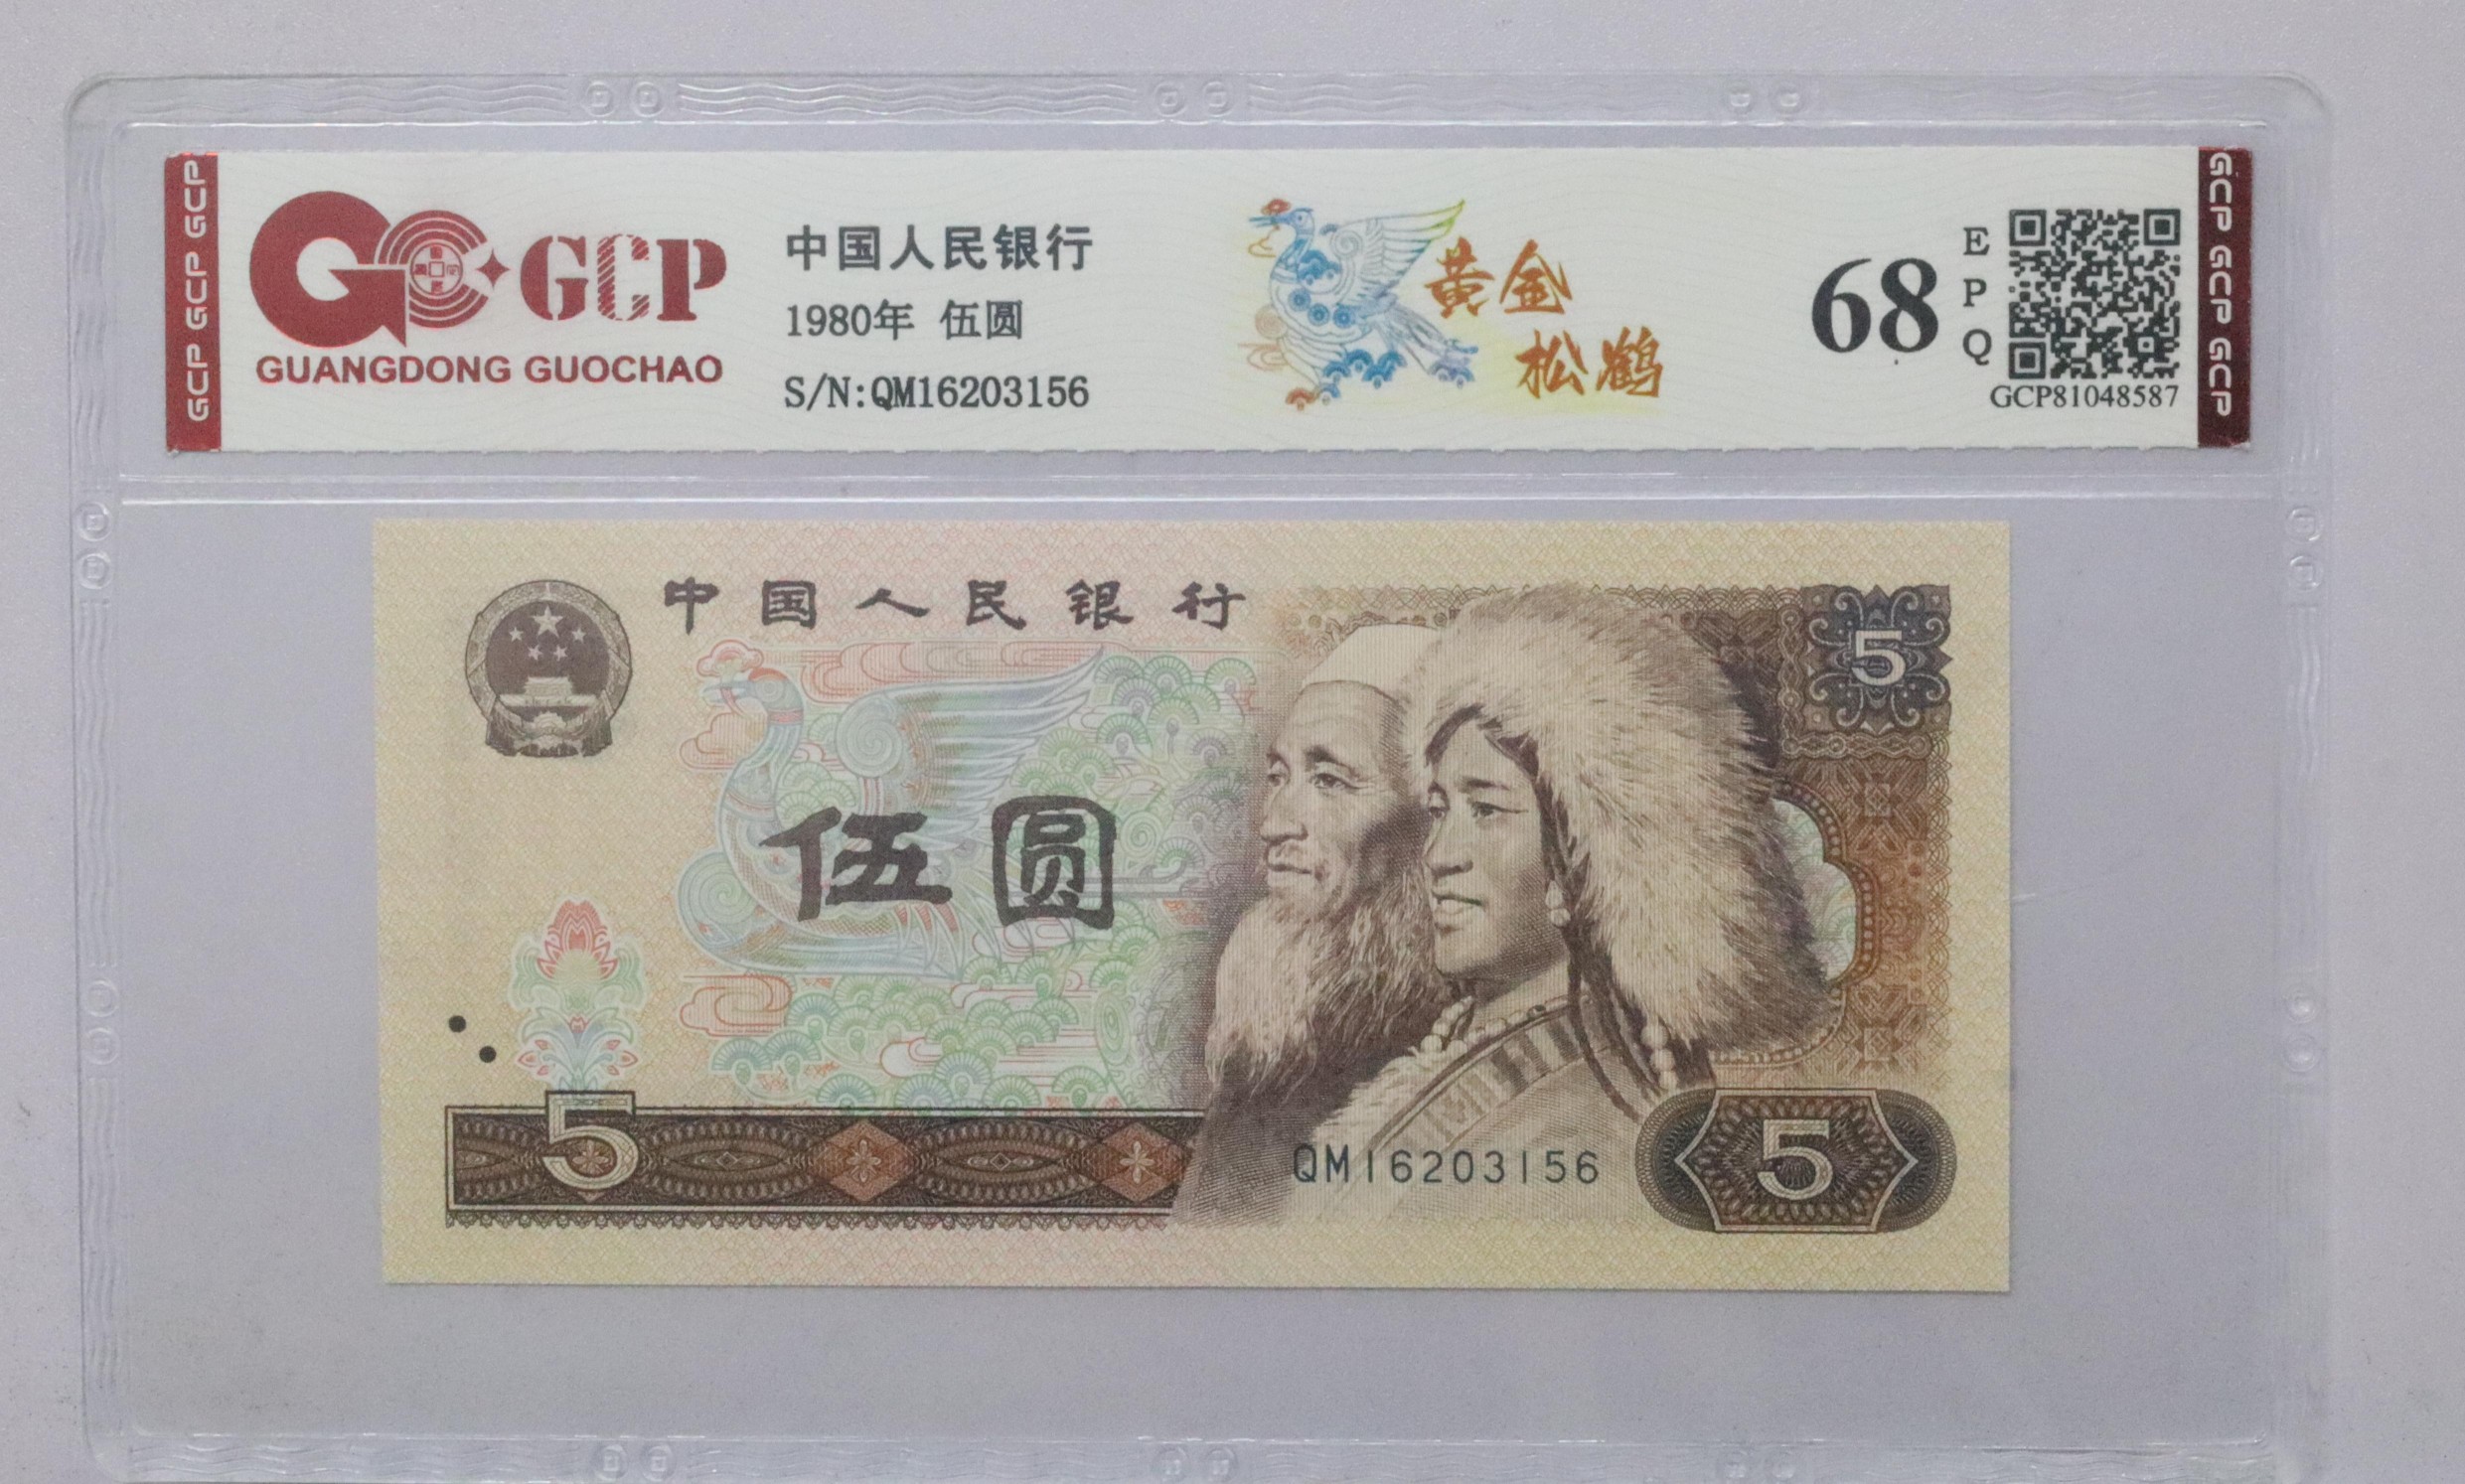 GCP GCP GCP
GCP
GUANGDONG GUOCHAO
中国人民银行
1980年 伍圆
S/N:QM16203156
黄金
松鹤
68
E
P
Q
GCP81048587
GCP GCP GCP
中国人民银行
5
伍圆
5
QM16203156
5